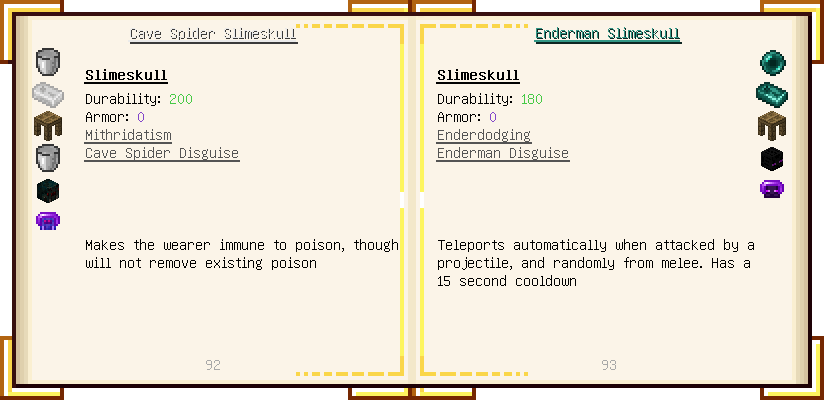 Cave Spider Slimeskull
Slimeskull
Durability: 200
Armor: 0
Mithridatism
Cave Spider Disguise
Makes the wearer immune to poison, though
will not remove existing poison
92
Enderman Slimeskull
Slimeskull
Durability: 180
Armor: 0
Enderdodging
Enderman Disguise
Teleports automatically when attacked by a
projectile, and randomly from melee. Has a
15 second cooldown
93